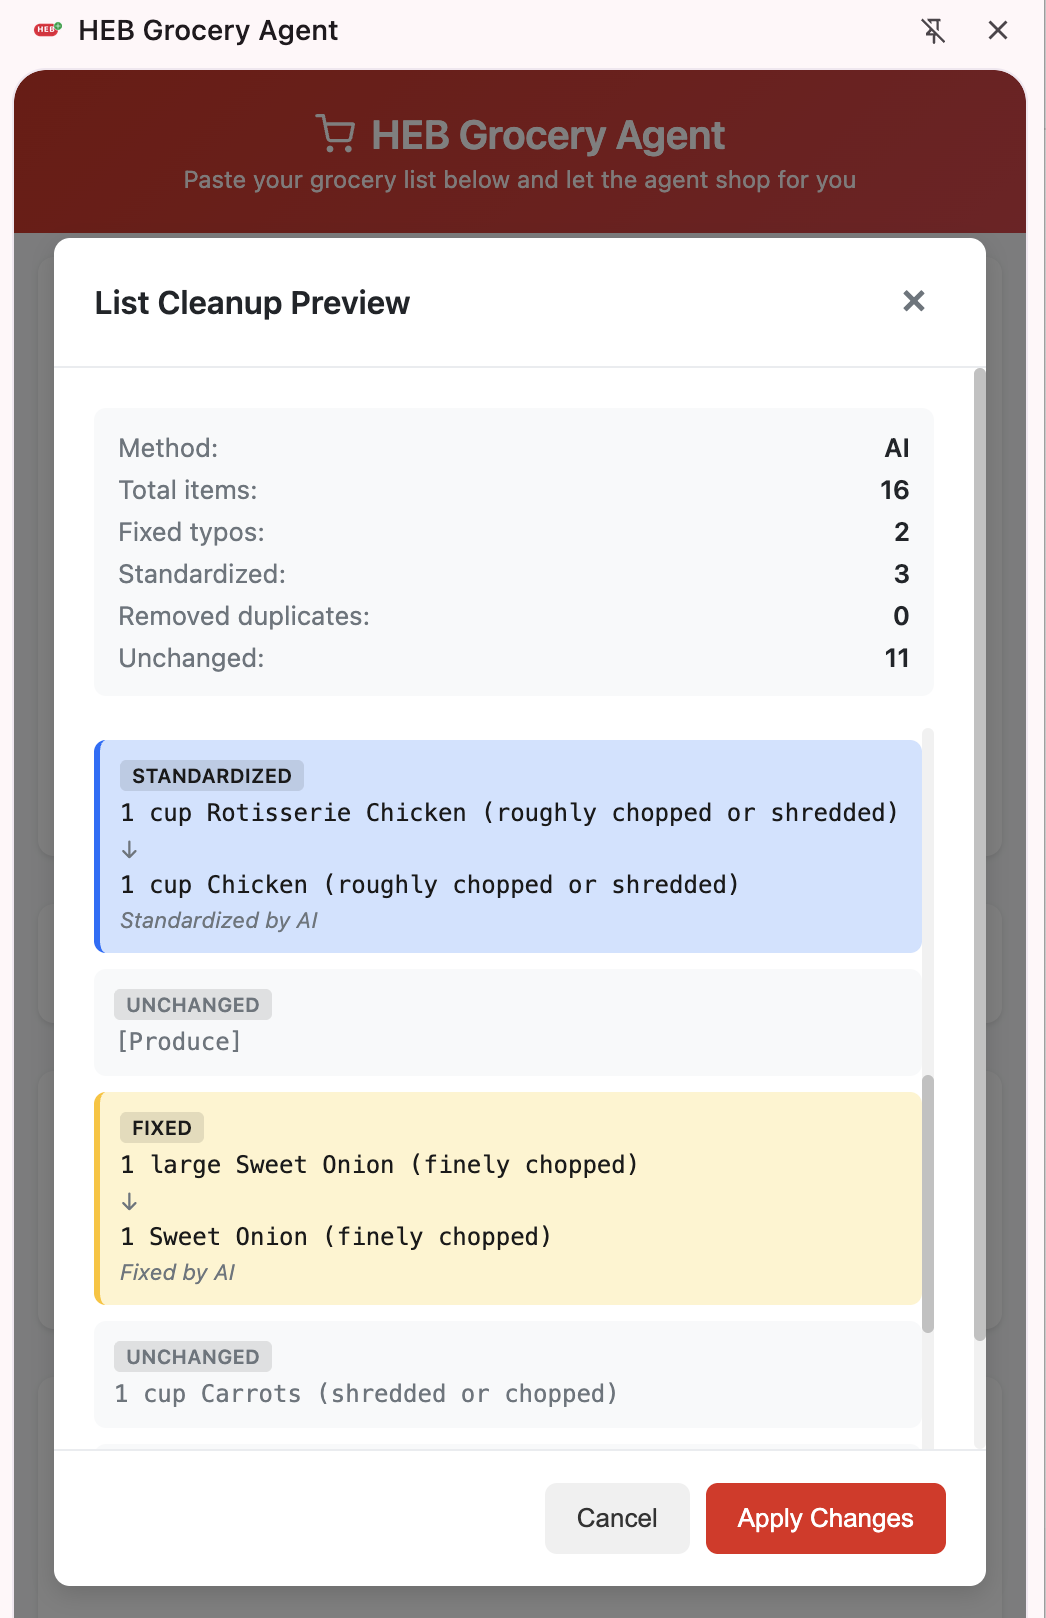 HEB
HEB Grocery Agent
HEB Grocery Agent
Paste your grocery list below and let the agent shop for you
List Cleanup Preview
Method: AI
Total items: 16
Fixed typos: 2
Standardized: 3
Removed duplicates: 0
Unchanged: 11
STANDARDIZED
1 cup Rotisserie Chicken (roughly chopped or shredded)
↓
1 cup Chicken (roughly chopped or shredded)
Standardized by AI
UNCHANGED
[Produce]
FIXED
1 large Sweet Onion (finely chopped)
↓
1 Sweet Onion (finely chopped)
Fixed by AI
UNCHANGED
1 cup Carrots (shredded or chopped)
Cancel
Apply Changes